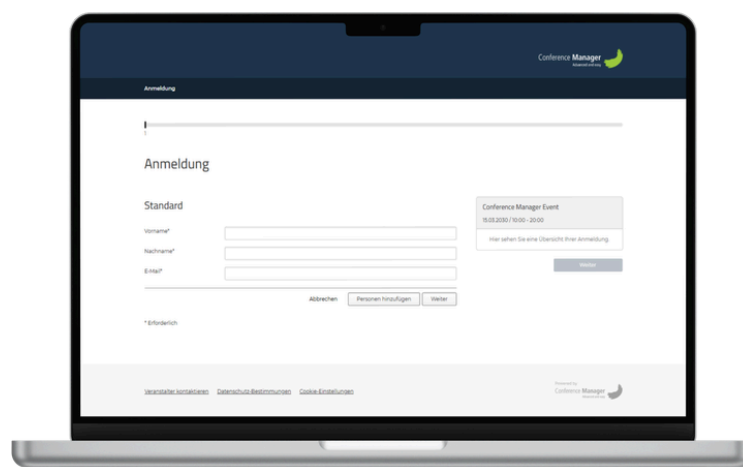 Conference Manager
Anmeldung
Anmeldung
Standard
Vorname*
Nachname*
E-Mail*
Abbrechen
Personen hinzufügen
Weiter
* Erforderlich
Conference Manager Event
15.03.2030 / 10:00 - 20:00
Hier sehen Sie eine Übersicht Ihrer Anmeldung.
Weiter
Veranstalter kontaktieren
Datenschutz-Bestimmungen
Cookie-Einstellungen
Powered by
Conference Manager